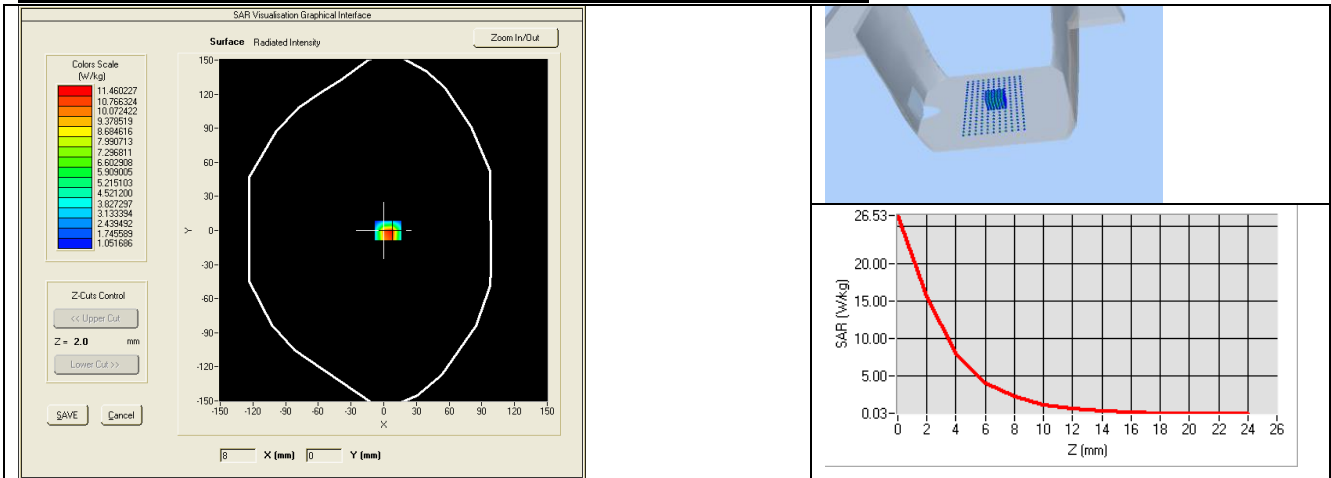 SAR Visualisation Graphical Interface
Surface Radiated Intensity
Zoom In/Out
Colors Scale
(W/kg)
11.460227
10.766324
10.072422
9.378519
8.684616
7.990713
7.296811
6.602908
5.909005
5.215103
4.521200
3.827297
3.133394
2.439492
1.745589
1.051686
Z-Cuts Control
<< Upper Cut
Z = 2.0 mm
Lower Cut >>
SAVE Cancel
150-
120-
90-
60-
30-
0-
-30-
-60-
-90-
-120-
-150-
Y
-150 -120 -90 -60 -30 0 30 60 90 120 150
X
8 X (mm) 0 Y (mm)
26.53-
20.00-
15.00-
10.00-
5.00-
0.03-
SAR (W/kg)
0 2 4 6 8 10 12 14 16 18 20 22 24 26
Z (mm)